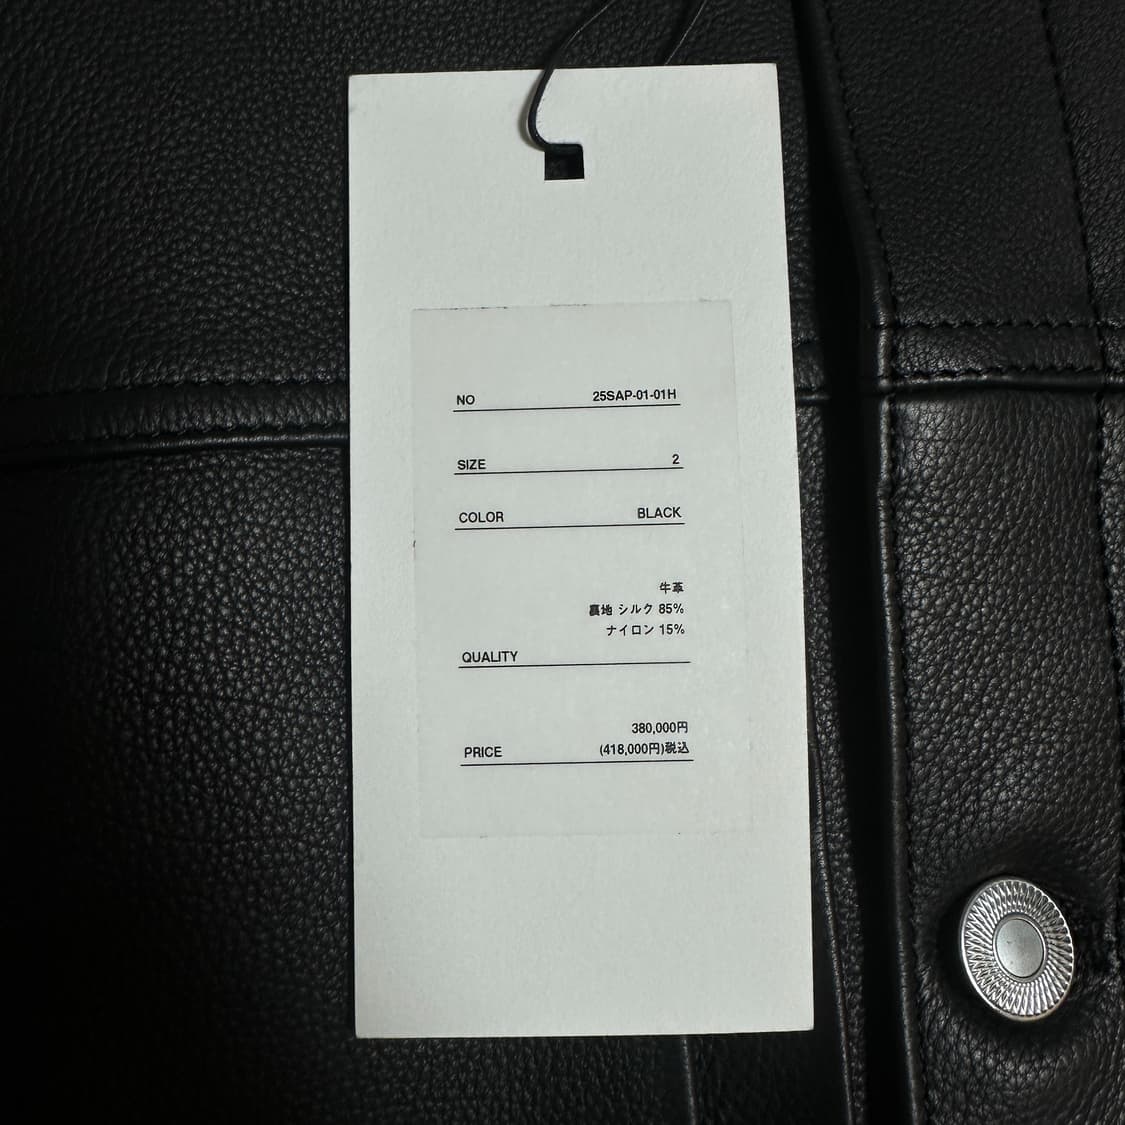 NO 25SAP-01-01H
SIZE 2
COLOR BLACK
牛革
裏地 シルク 85%
ナイロン 15%
QUALITY
380,000円
PRICE (418,000円)税込